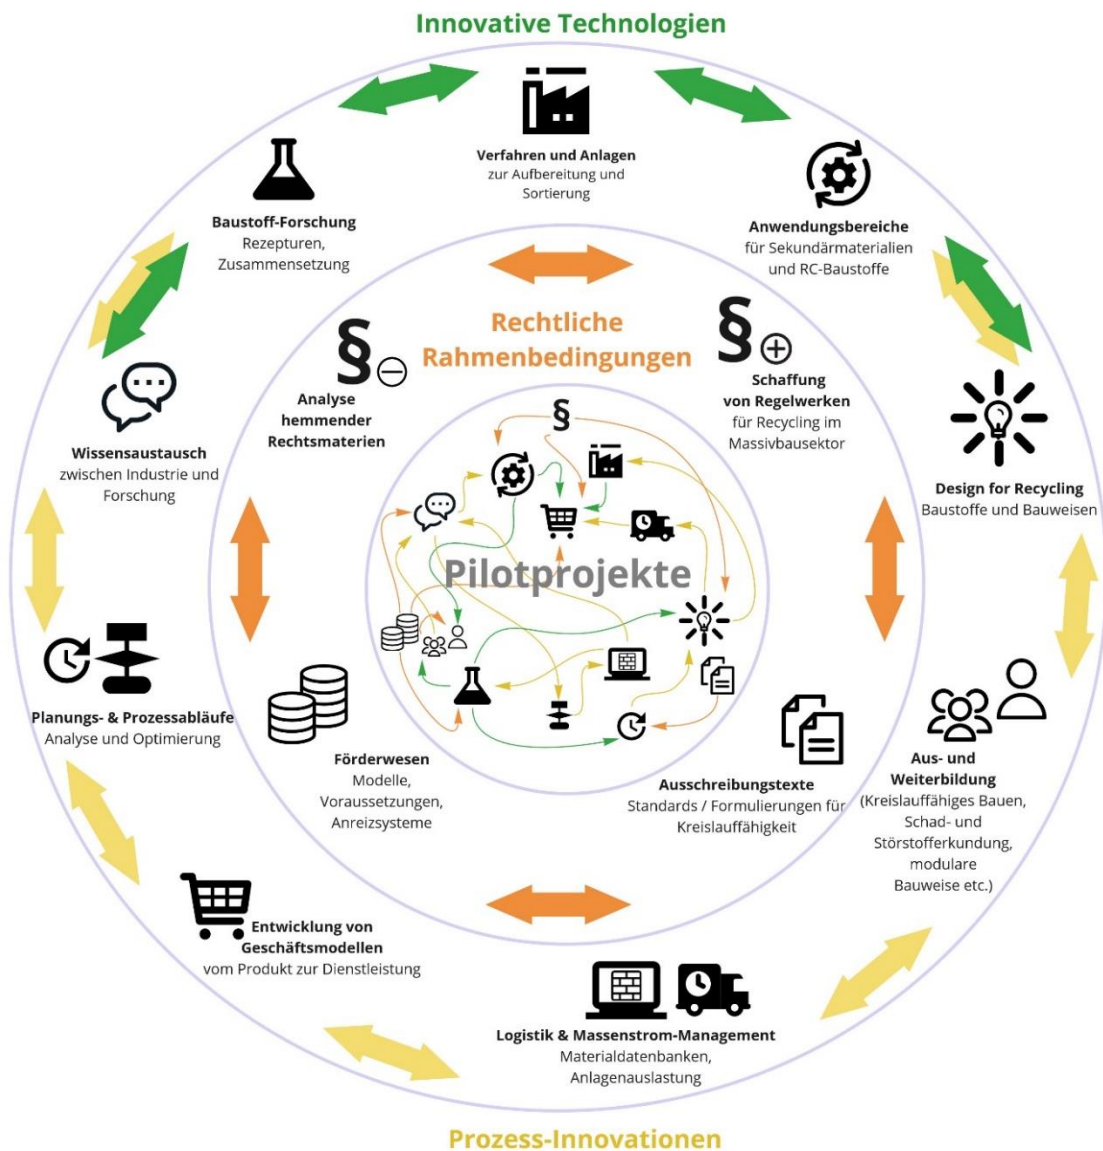 Innovative Technologien
Verfahren und Anlagen
zur Aufbereitung und
Sortierung
Baustoff-Forschung
Rezepturen,
Zusammensetzung
Anwendungsbereiche
für Sekundärmaterialien
und RC-Baustoffe
Rechtliche
Rahmenbedingungen
§
Analyse
hemmender
Rechtsmaterien
§
Schaffung
von Regelwerken
für Recycling im
Massivbausektor
Wissensaustausch
zwischen Industrie und
Forschung
Design for Recycling
Baustoffe und Bauweisen
§
Pilotprojekte
Planungs- & Prozessabläufe
Analyse und Optimierung
Förderwesen
Modelle,
Voraussetzungen,
Anreizsysteme
Ausschreibungstexte
Standards / Formulierungen für
Kreislauffähigkeit
Aus- und
Weiterbildung
(Kreislauffähiges Bauen,
Schad- und
Störstofferkundung,
modulare
Bauweise etc.)
Entwicklung von
Geschäftsmodellen
vom Produkt zur Dienstleistung
Logistik & Massenstrom-Management
Materialdatenbanken,
Anlagenauslastung
Prozess-Innovationen